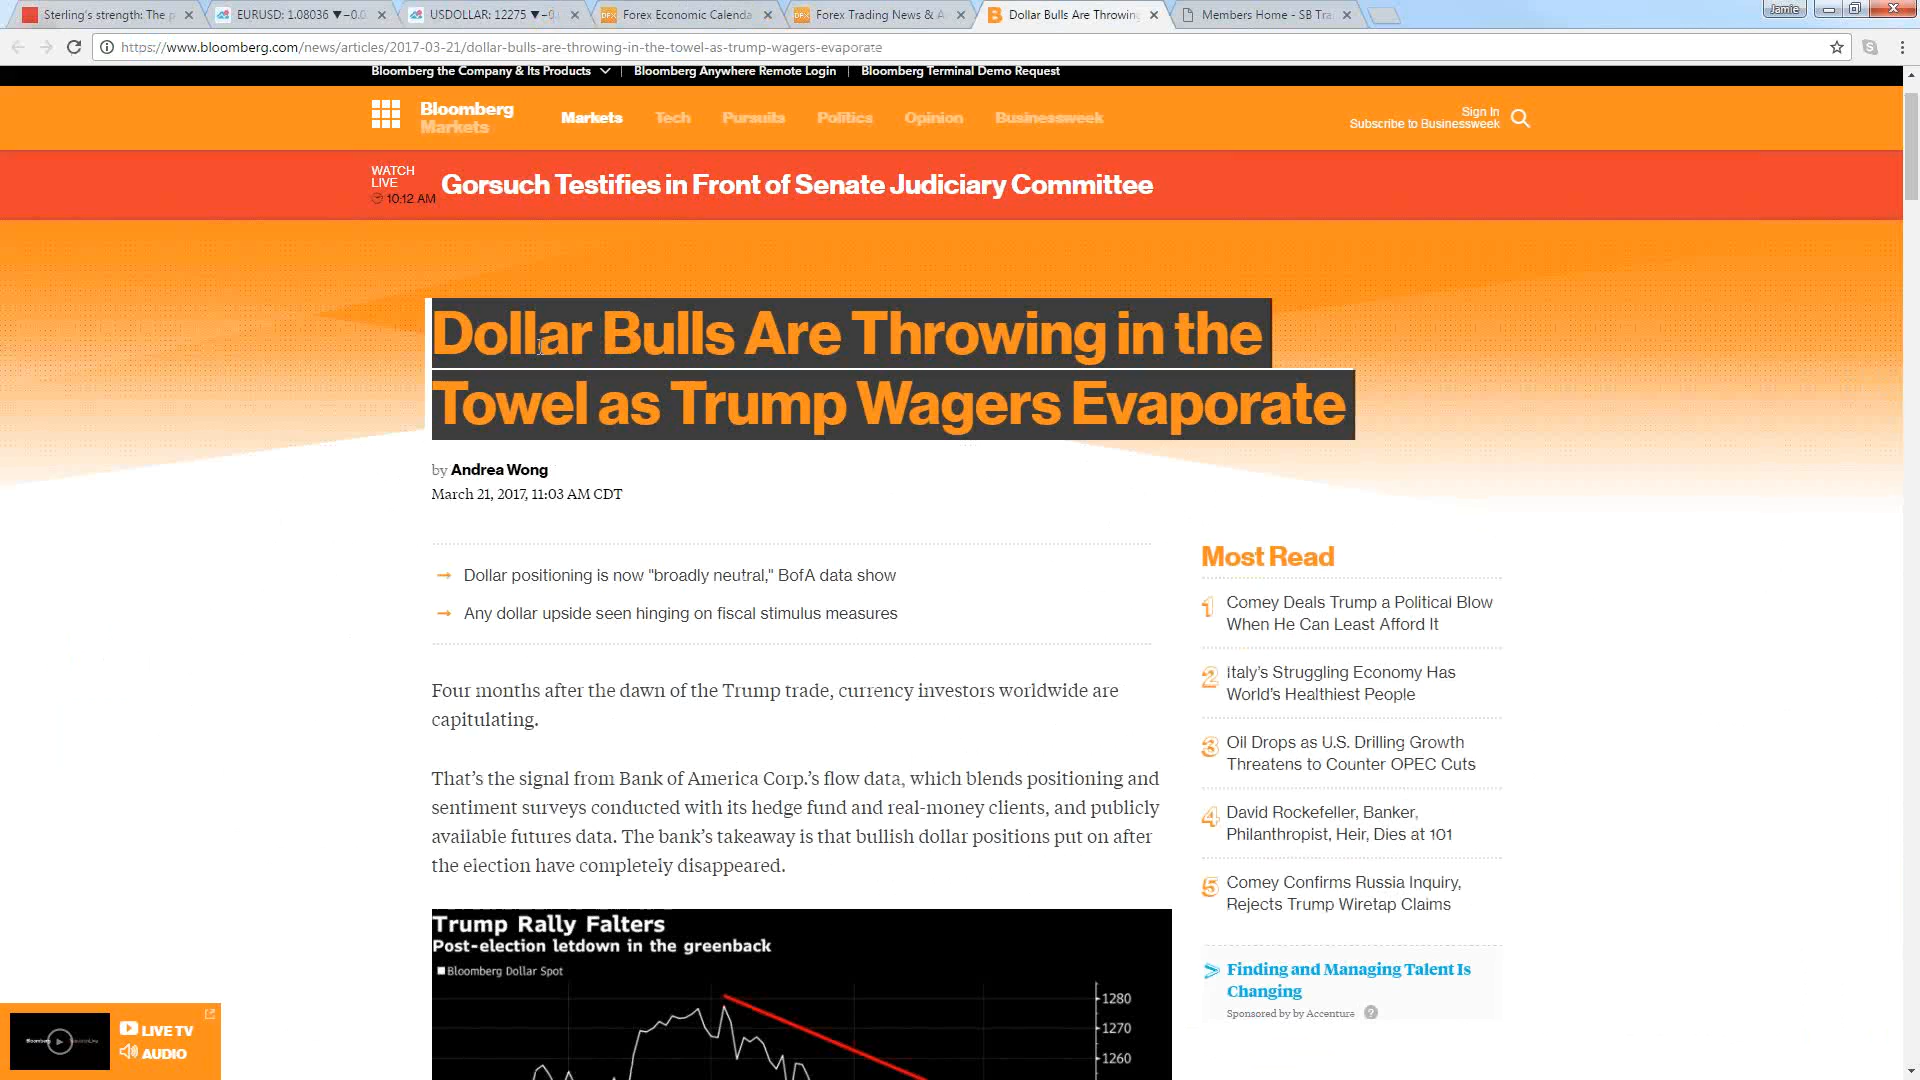 Sterling's strength: The p
EURUSD: 1.08036 ▼−0.0
USDOLLAR: 12275 ▼−
Forex Economic Calenda
Forex Trading News & A
Dollar Bulls Are Throwing
Members Home - SB Tra
Jamie
https://www.bloomberg.com/news/articles/2017-03-21/dollar-bulls-are-throwing-in-the-towel-as-trump-wagers-evaporate
Bloomberg the Company & Its Products
Bloomberg Anywhere Remote Login
Bloomberg Terminal Demo Request
Bloomberg
Markets
Markets
Tech
Pursuits
Politics
Opinion
Businessweek
Sign In
Subscribe to Businessweek
WATCH
LIVE
10:12 AM
Gorsuch Testifies in Front of Senate Judiciary Committee
Dollar Bulls Are Throwing in the
Towel as Trump Wagers Evaporate
by Andrea Wong
March 21, 2017, 11:03 AM CDT
→ Dollar positioning is now "broadly neutral," BofA data show
→ Any dollar upside seen hinging on fiscal stimulus measures
Four months after the dawn of the Trump trade, currency investors worldwide are
capitulating.
That's the signal from Bank of America Corp.'s flow data, which blends positioning and
sentiment surveys conducted with its hedge fund and real-money clients, and publicly
available futures data. The bank's takeaway is that bullish dollar positions put on after
the election have completely disappeared.
Trump Rally Falters
Post-election letdown in the greenback
Bloomberg Dollar Spot
1280
1270
1260
Most Read
1 Comey Deals Trump a Political Blow
When He Can Least Afford It
2 Italy's Struggling Economy Has
World's Healthiest People
3 Oil Drops as U.S. Drilling Growth
Threatens to Counter OPEC Cuts
4 David Rockefeller, Banker,
Philanthropist, Heir, Dies at 101
5 Comey Confirms Russia Inquiry,
Rejects Trump Wiretap Claims
Finding and Managing Talent Is
Changing
Sponsored by by Accenture ?
LIVE TV
AUDIO